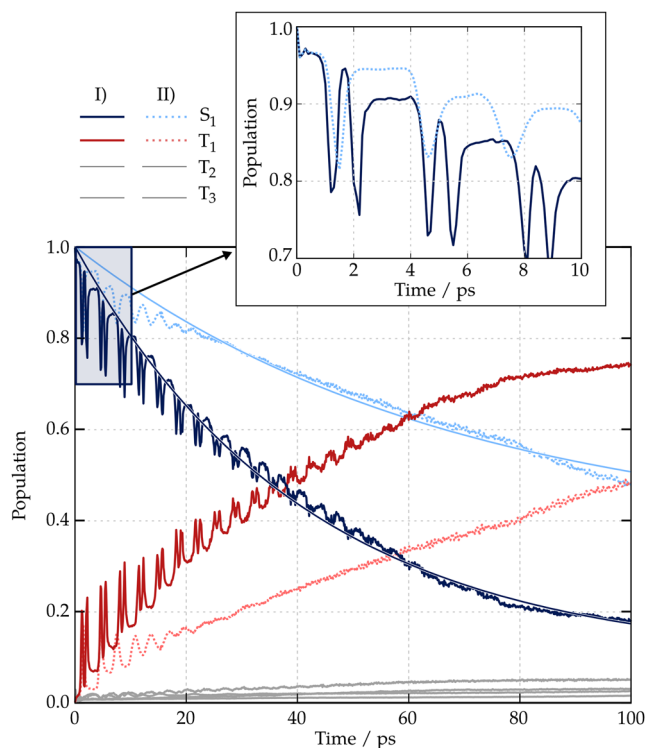 1.0
0.9
0.8
0.7
Population
0 2 4 6 8 10
Time / ps
I) II)
S1
T1
T2
T3
1.0
0.8
0.6
0.4
0.2
0.0
Population
0 20 40 60 80 100
Time / ps